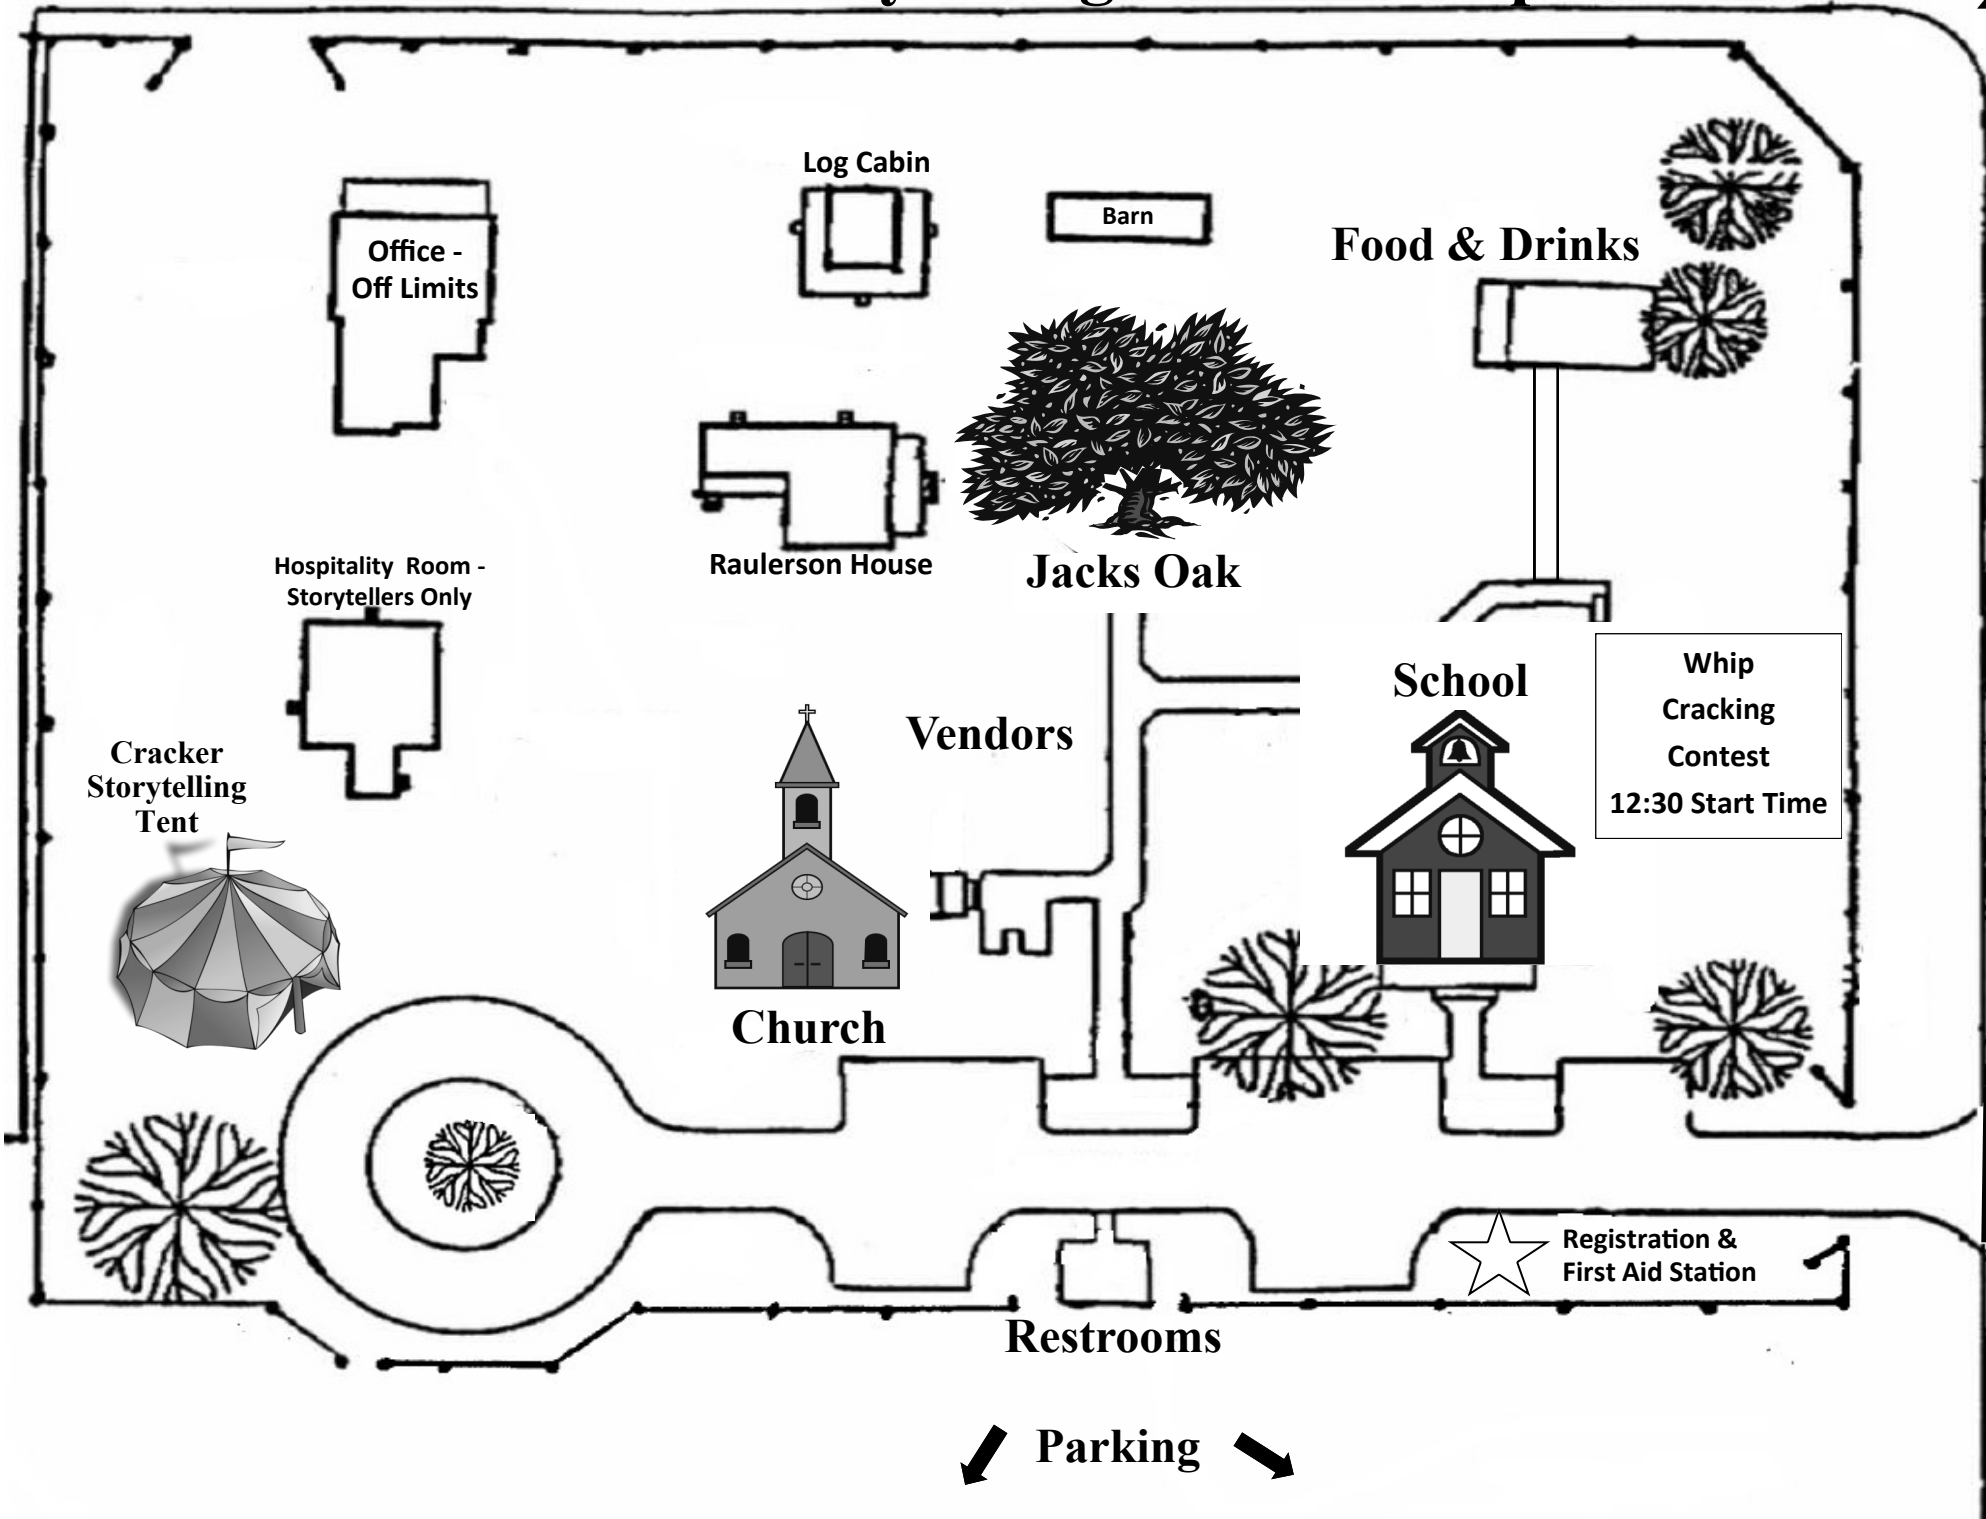 Log Cabin
Barn
Office -
Off Limits
Food & Drinks
Raulerson House
Jacks Oak
Hospitality  Room -
Storytellers Only
School
Whip
Cracking
Contest
12:30 Start Time
Vendors
Cracker
Storytelling
Tent
Church
Registration &
First Aid Station
Restrooms
Parking